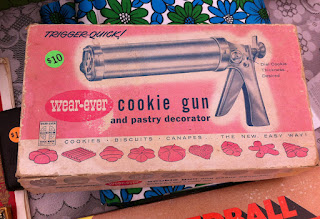 TRIGGER QUICK!
$10
wear-ever cookie gun
and pastry decorator
COOKIES · BISCUITS · CANAPES · THE NEW, EASY WAY!